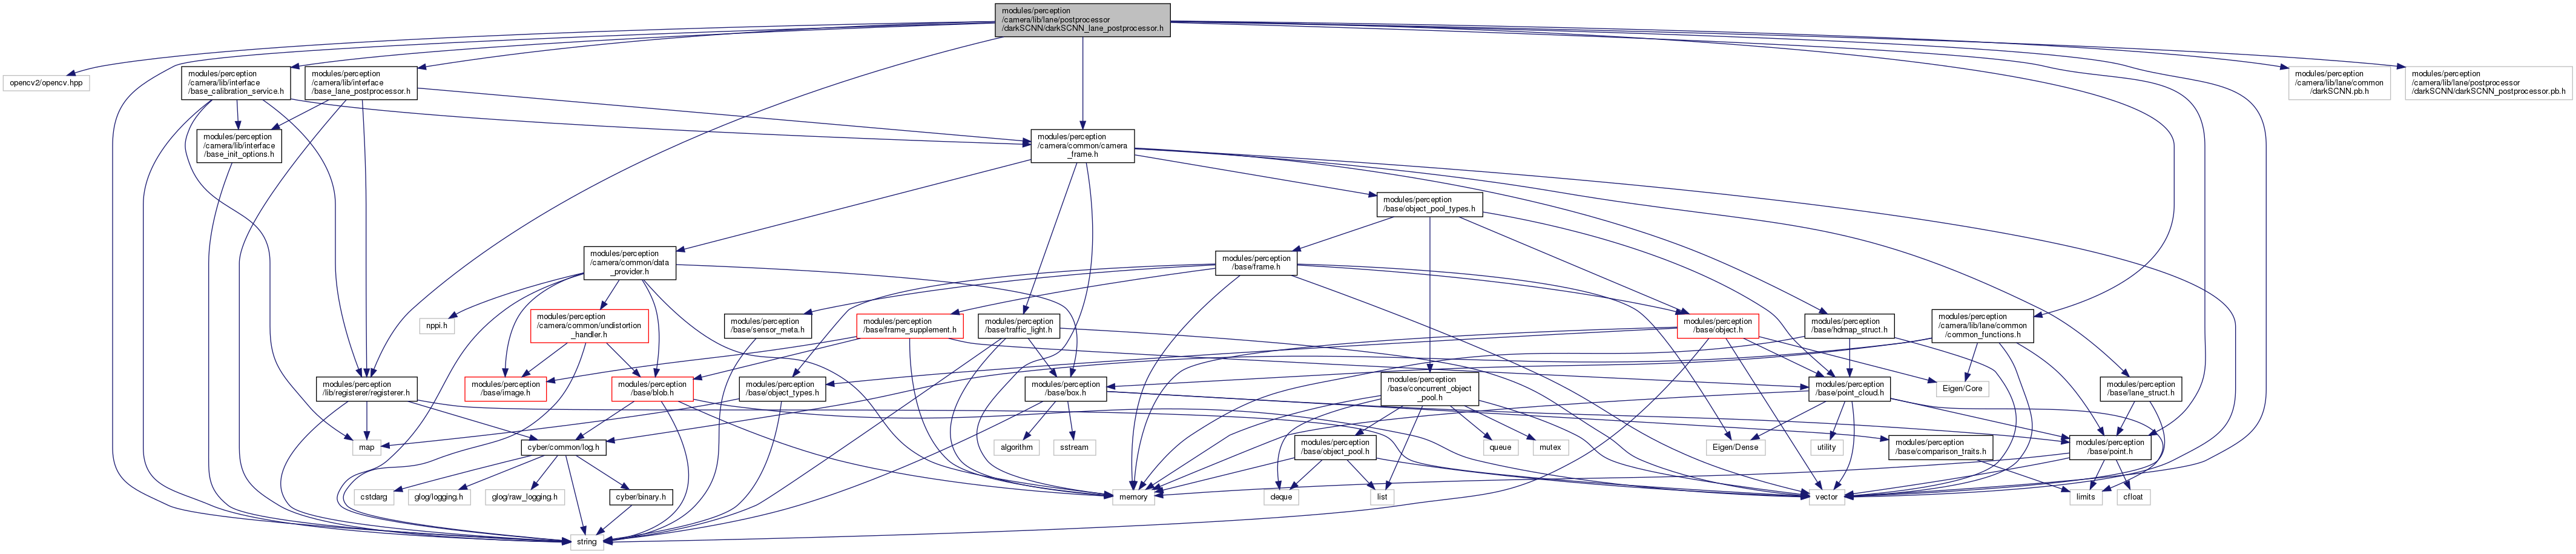 modules/perception
/camera/lib/lane/postprocessor
/darkSCNN/darkSCNN_lane_postprocessor.h
opencv2/opencv.hpp
modules/perception
/camera/lib/interface
/base_calibration_service.h
modules/perception
/camera/lib/interface
/base_lane_postprocessor.h
modules/perception
/camera/lib/lane/common
/darkSCNN.pb.h
modules/perception
/camera/lib/lane/postprocessor
/darkSCNN/darkSCNN_postprocessor.pb.h
modules/perception
/camera/lib/interface
/base_init_options.h
modules/perception
/camera/common/camera
_frame.h
modules/perception
/base/object_pool_types.h
modules/perception
/camera/common/data
_provider.h
modules/perception
/base/frame.h
nppi.h
modules/perception
/camera/common/undistortion
_handler.h
modules/perception
/base/sensor_meta.h
modules/perception
/base/frame_supplement.h
modules/perception
/base/traffic_light.h
modules/perception
/base/object.h
modules/perception
/base/hdmap_struct.h
modules/perception
/camera/lib/lane/common
/common_functions.h
modules/perception
/lib/registerer/registerer.h
modules/perception
/base/image.h
modules/perception
/base/blob.h
modules/perception
/base/object_types.h
modules/perception
/base/box.h
modules/perception
/base/concurrent_object
_pool.h
modules/perception
/base/point_cloud.h
Eigen/Core
modules/perception
/base/lane_struct.h
map
cyber/common/log.h
algorithm
sstream
modules/perception
/base/object_pool.h
queue
mutex
Eigen/Dense
utility
modules/perception
/base/comparison_traits.h
modules/perception
/base/point.h
cstdarg
glog/logging.h
glog/raw_logging.h
cyber/binary.h
memory
deque
list
vector
limits
cfloat
string